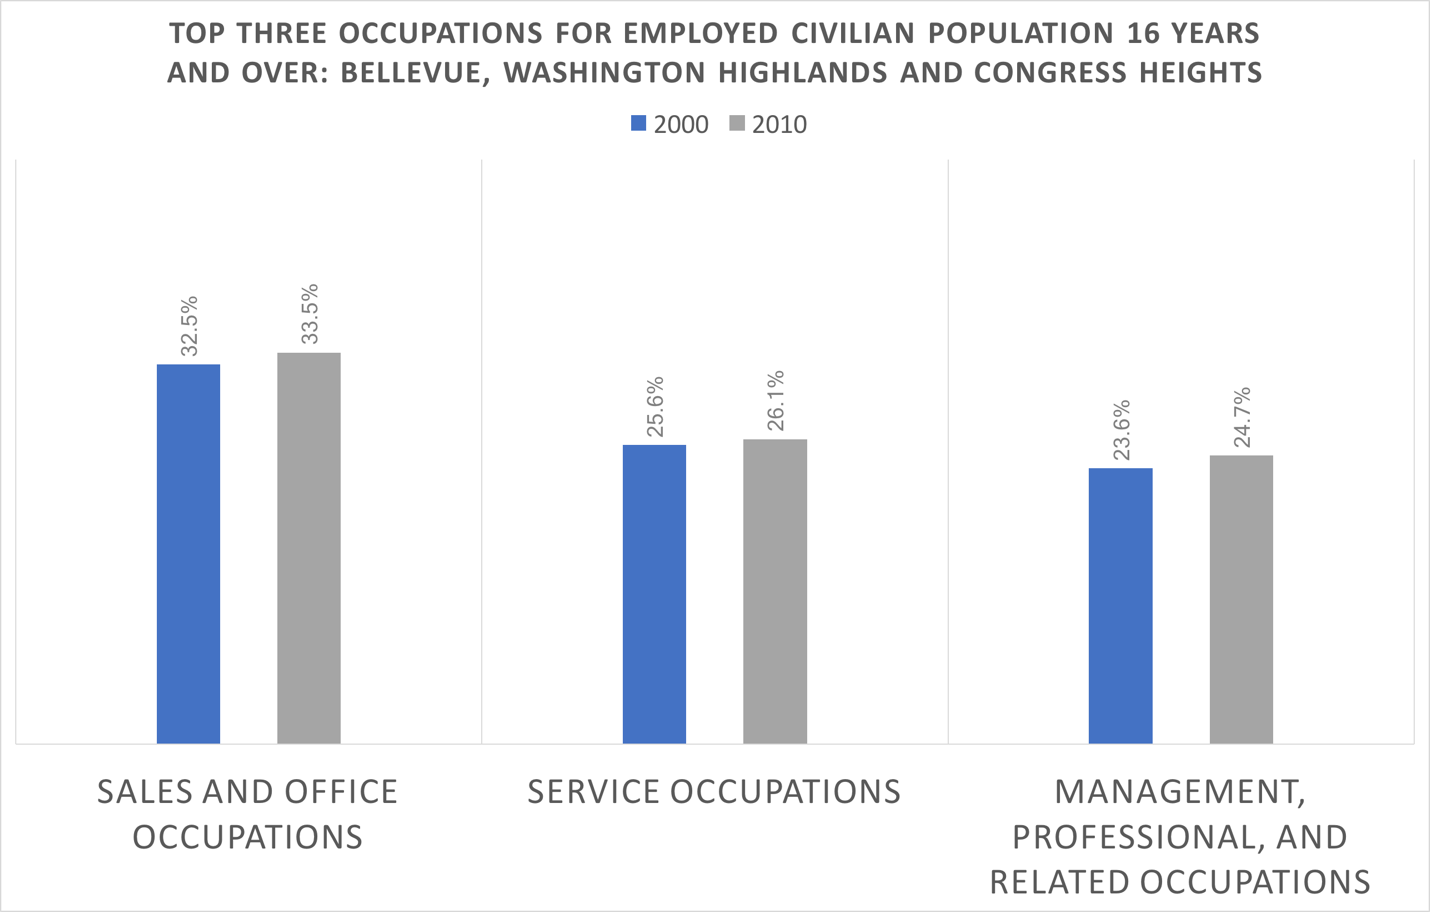 TOP THREE OCCUPATIONS FOR EMPLOYED CIVILIAN POPULATION 16 YEARS
AND OVER: BELLEVUE, WASHINGTON HIGHLANDS AND CONGRESS HEIGHTS
2000 2010
32.5%
33.5%
25.6%
26.1%
23.6%
24.7%
SALES AND OFFICE
OCCUPATIONS
SERVICE OCCUPATIONS
MANAGEMENT,
PROFESSIONAL, AND
RELATED OCCUPATIONS